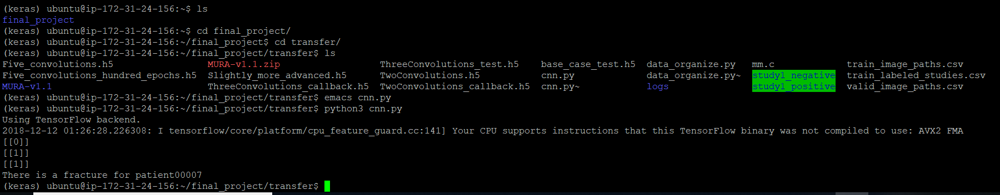 (keras) ubuntu@ip-172-31-24-156:~$ ls
final_project
(keras) ubuntu@ip-172-31-24-156:~$ cd final_project/
(keras) ubuntu@ip-172-31-24-156:~/final_project$ cd transfer/
(keras) ubuntu@ip-172-31-24-156:~/final_project/transfer$ ls
Five_convolutions.h5 MURA-v1.1.zip ThreeConvolutions_test.h5 base_case_test.h5 data_organize.py mm.c train_image_paths.csv
Five_convolutions_hundred_epochs.h5 Slightly_more_advanced.h5 TwoConvolutions.h5 cnn.py data_organize.py~ study1_negative train_labeled_studies.csv
MURA-v1.1 ThreeConvolutions_callback.h5 TwoConvolutions_callback.h5 cnn.py~ logs study1_positive valid_image_paths.csv
(keras) ubuntu@ip-172-31-24-156:~/final_project/transfer$ emacs cnn.py
(keras) ubuntu@ip-172-31-24-156:~/final_project/transfer$ python3 cnn.py
Using TensorFlow backend.
2018-12-12 01:26:28.226308: I tensorflow/core/platform/cpu_feature_guard.cc:141] Your CPU supports instructions that this TensorFlow binary was not compiled to use: AVX2 FMA
[[0]]
[[1]]
[[1]]
There is a fracture for patient00007
(keras) ubuntu@ip-172-31-24-156:~/final_project/transfer$